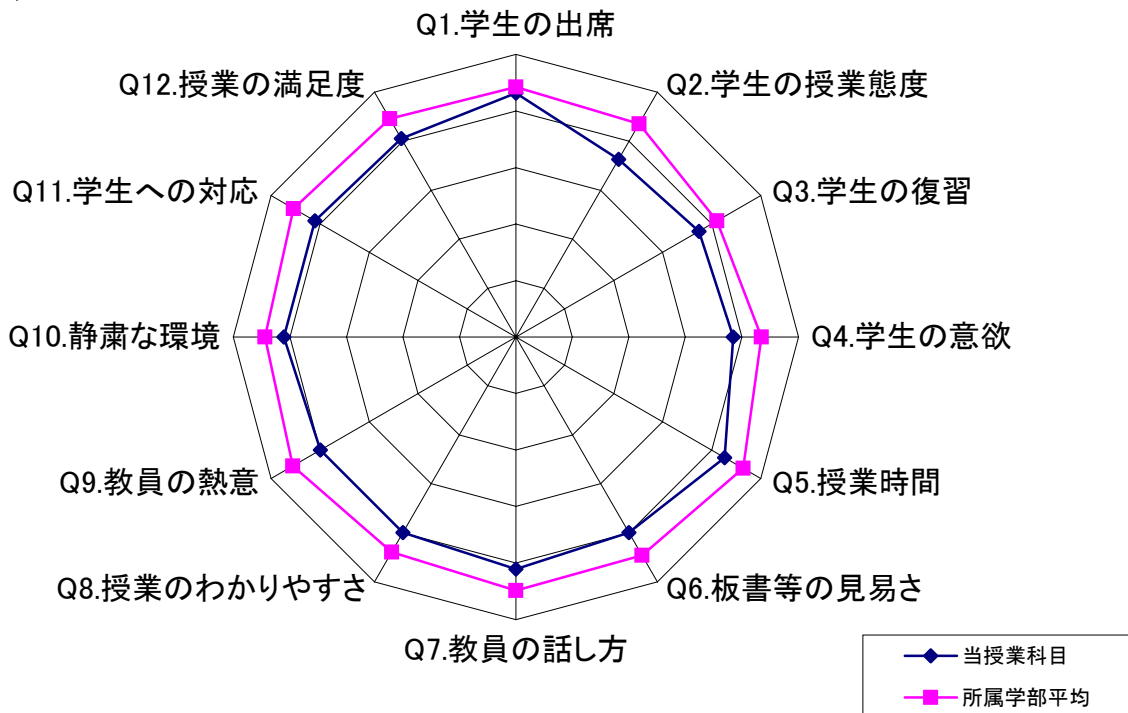 Q1.学生の出席
Q2.学生の授業態度
Q3.学生の復習
Q4.学生の意欲
Q5.授業時間
Q6.板書等の見易さ
Q7.教員の話し方
Q8.授業のわかりやすさ
Q9.教員の熱意
Q10.静粛な環境
Q11.学生への対応
Q12.授業の満足度
当授業科目
所属学部平均